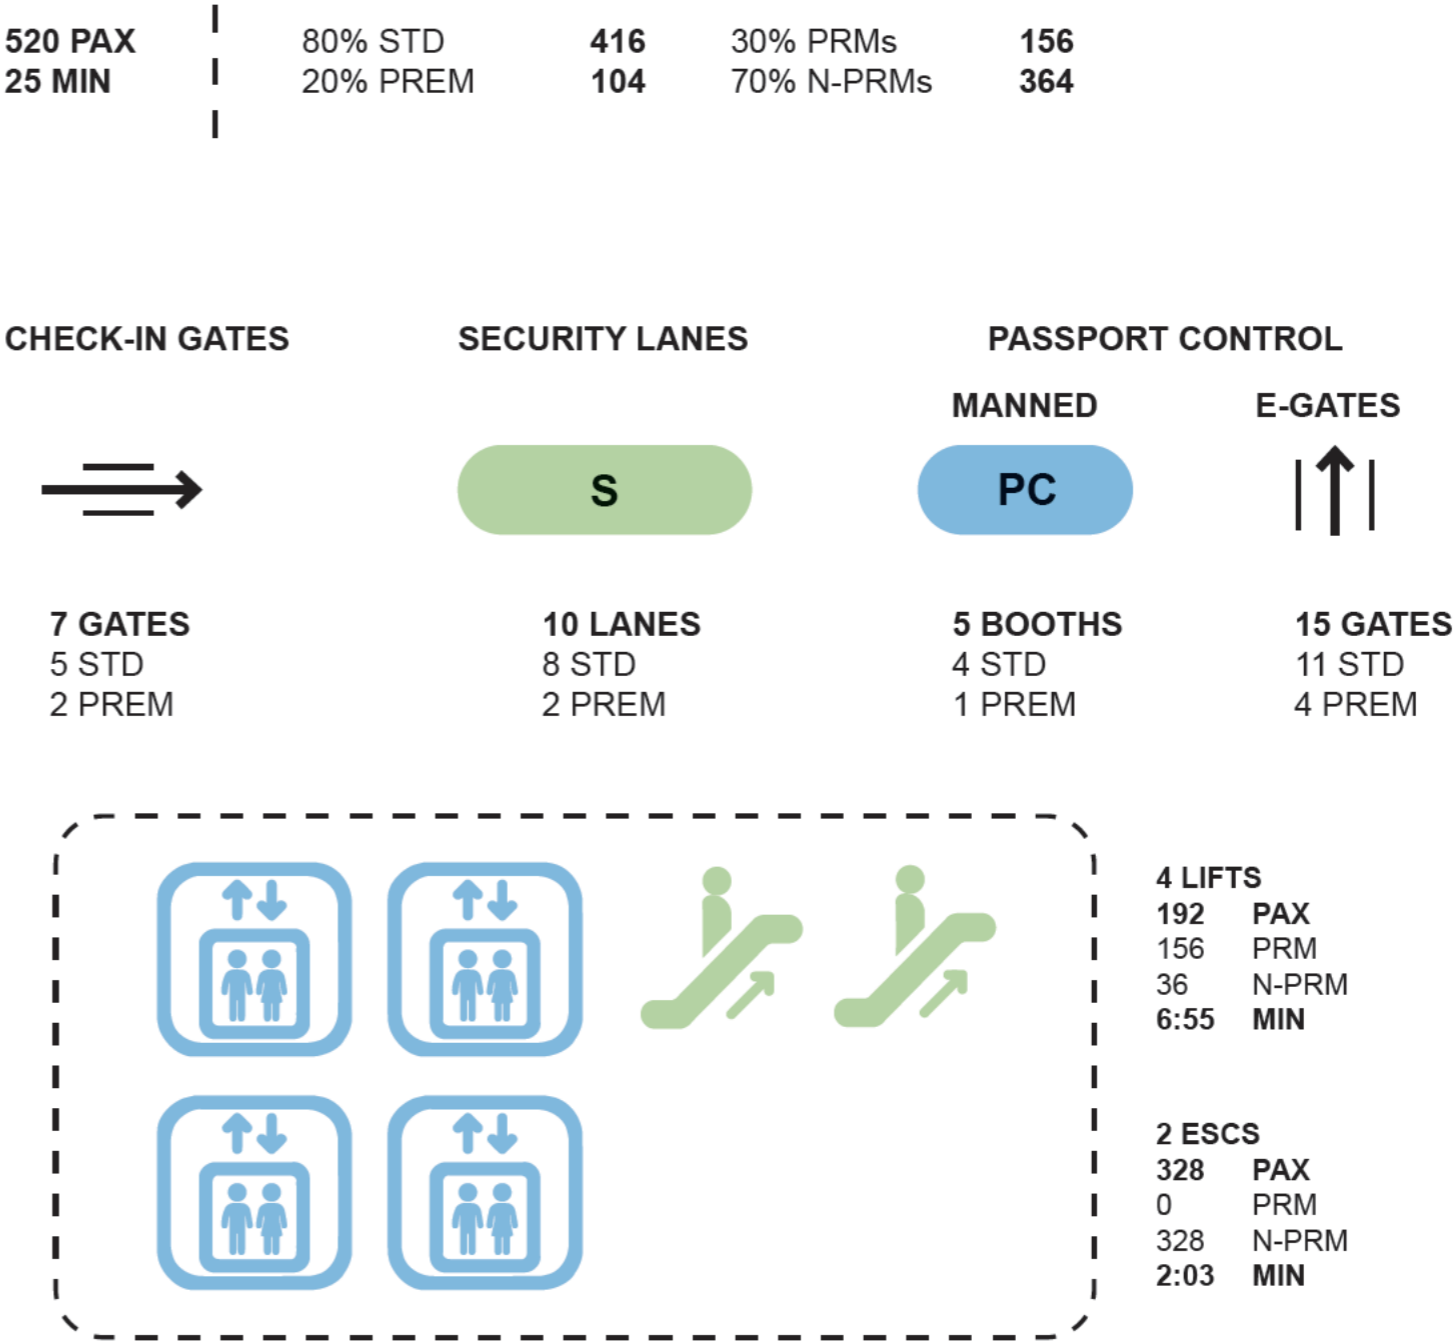 520 PAX
25 MIN
80% STD 416
20% PREM 104
30% PRMs 156
70% N-PRMs 364
CHECK-IN GATES
SECURITY LANES
PASSPORT CONTROL
MANNED
E-GATES
S
PC
7 GATES
5 STD
2 PREM
10 LANES
8 STD
2 PREM
5 BOOTHS
4 STD
1 PREM
15 GATES
11 STD
4 PREM
4 LIFTS
192 PAX
156 PRM
36 N-PRM
6:55 MIN
2 ESCS
328 PAX
0 PRM
328 N-PRM
2:03 MIN